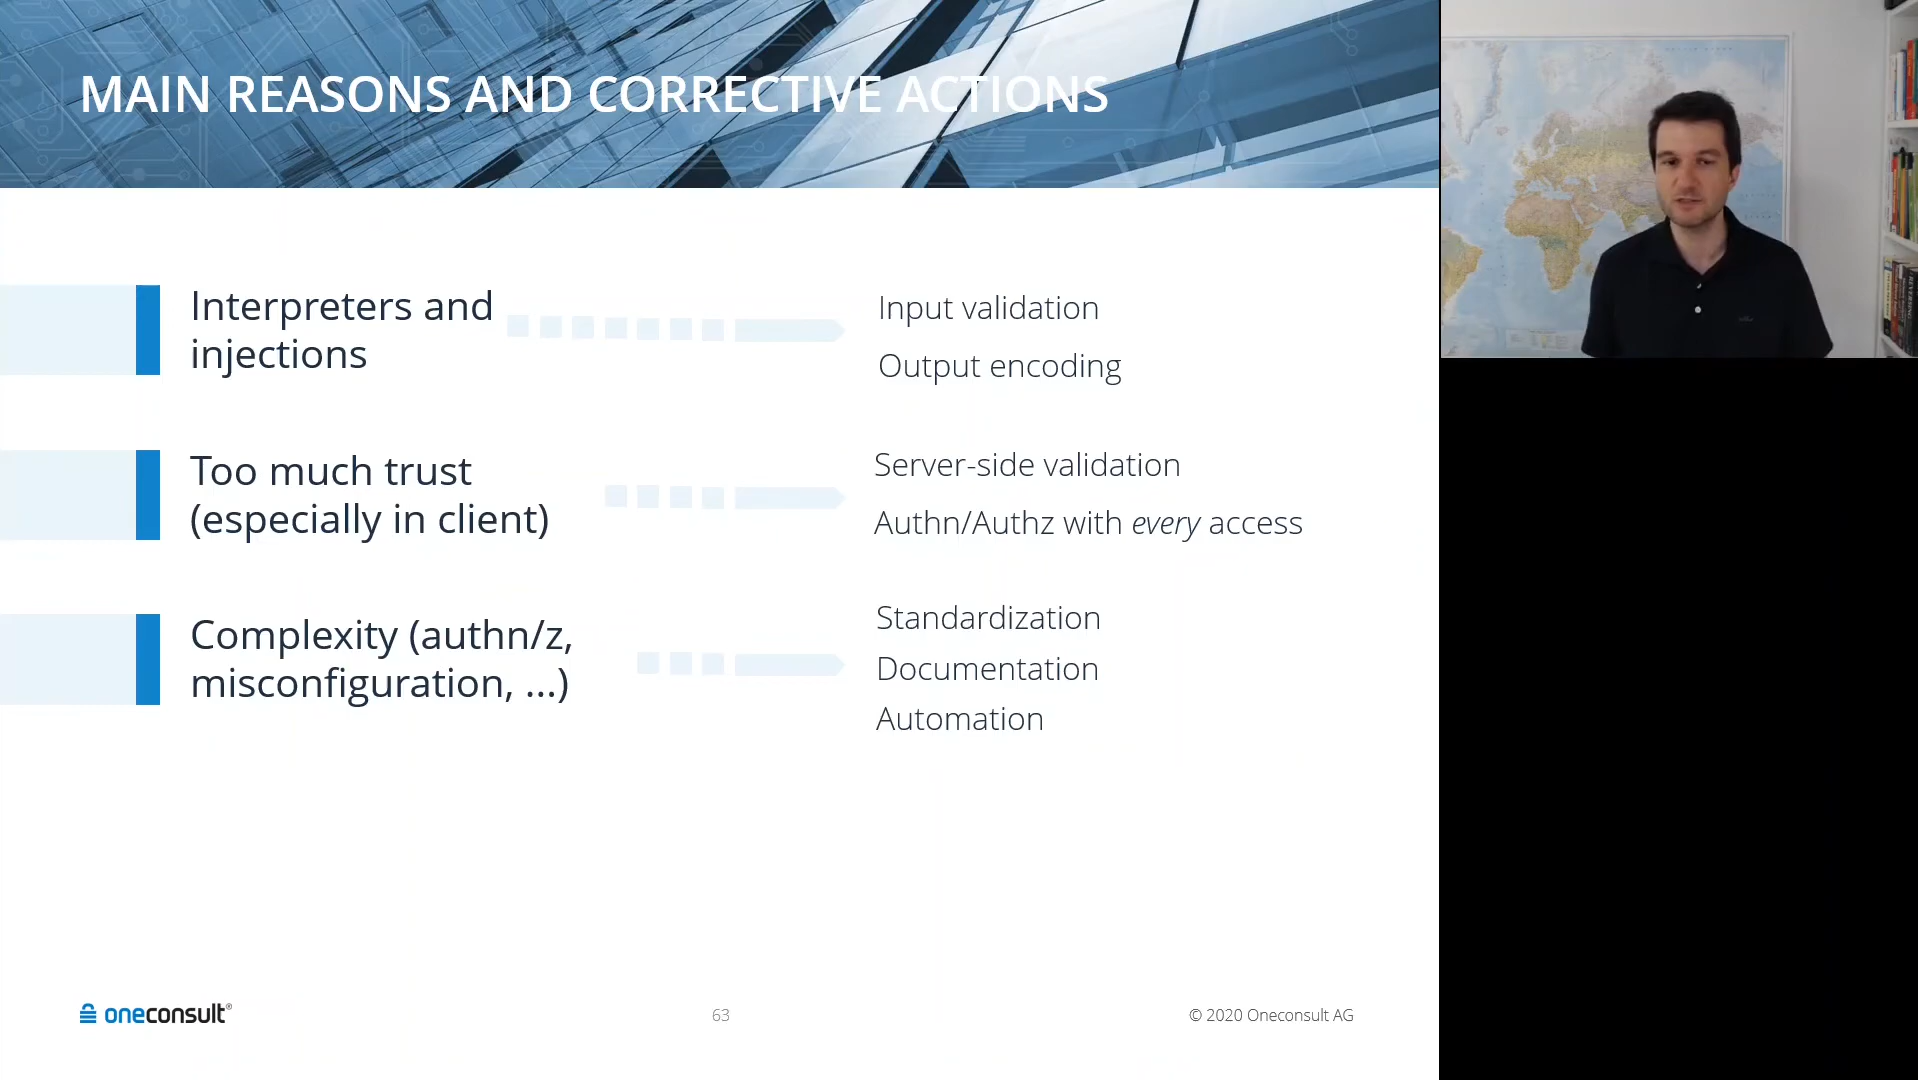 MAIN REASONS AND CORRECTIVE ACTIONS
Interpreters and
injections
Input validation
Output encoding
Too much trust
(especially in client)
Server-side validation
Authn/Authz with every access
Complexity (authn/z,
misconfiguration, ...)
Standardization
Documentation
Automation
oneconsult®
63
© 2020 Oneconsult AG